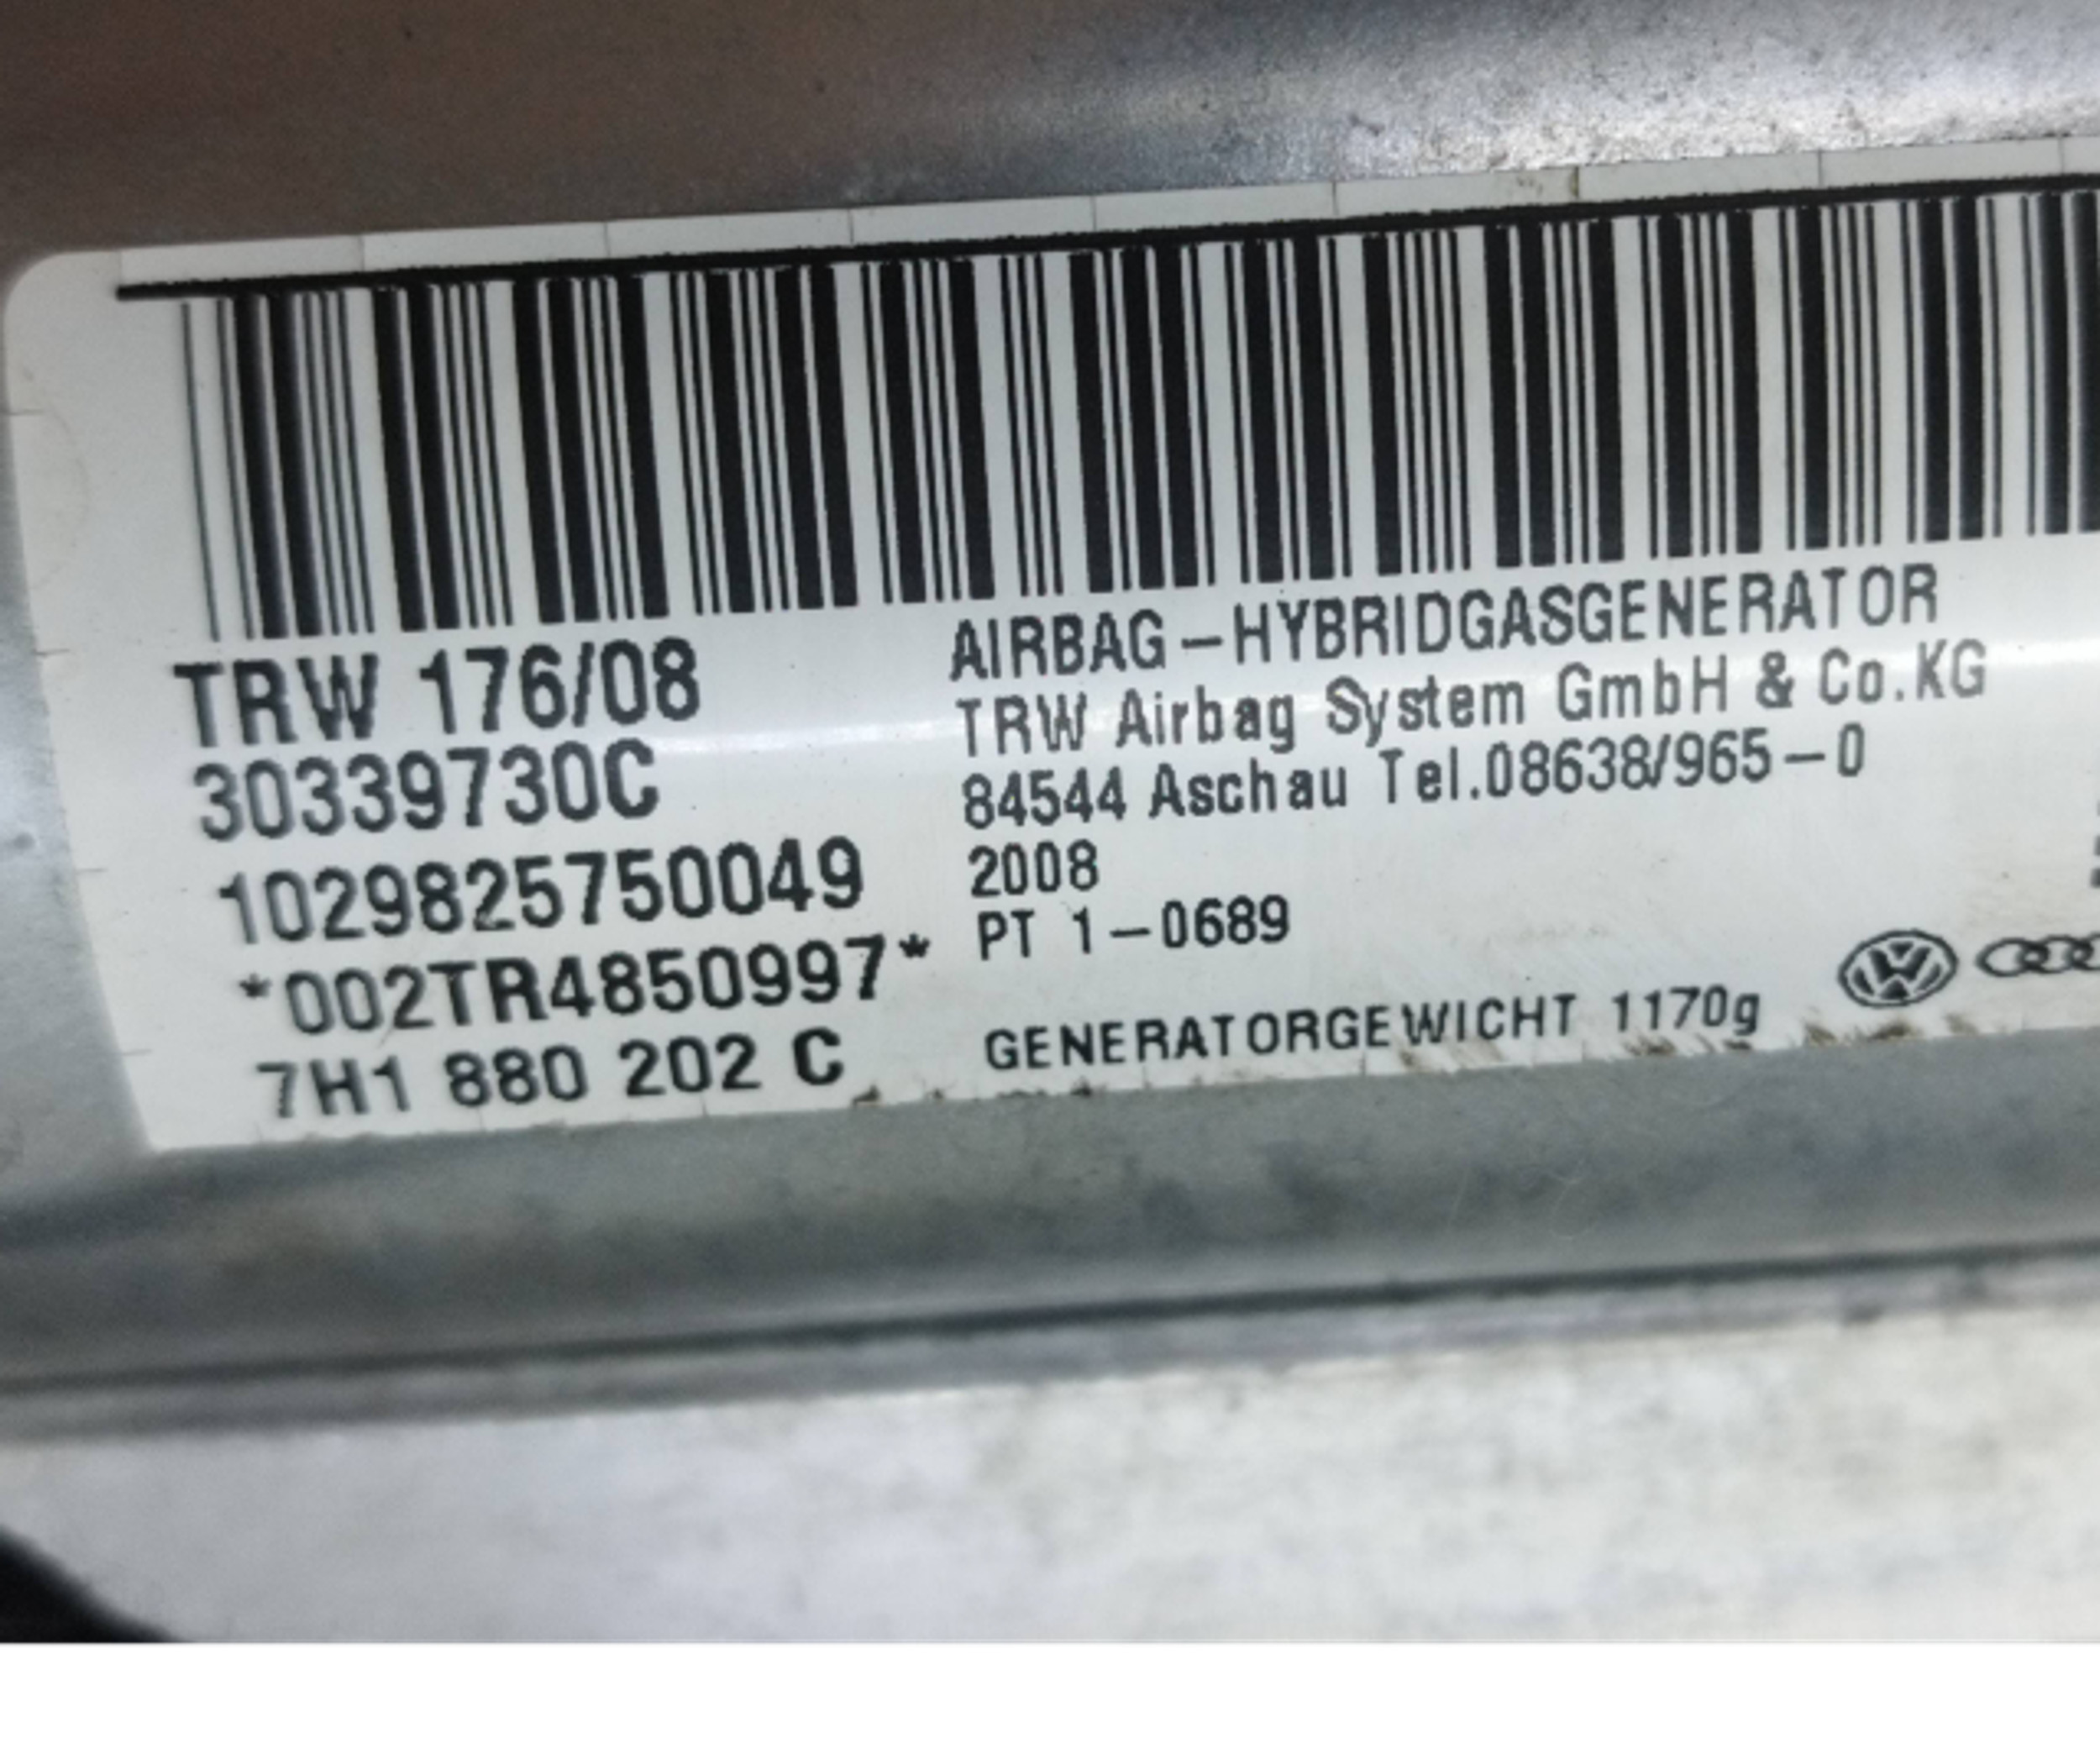 TRW 176/08
30339730C
1029825750049
*002TR4850997*
7H1 880 202 C
AIRBAG-HYBRIDGASGENERATOR
TRW Airbag System GmbH & Co.KG
84544 Aschau Tel.08638/965-0
2008
PT 1-0689
GENERATORGEWICHT 1170g